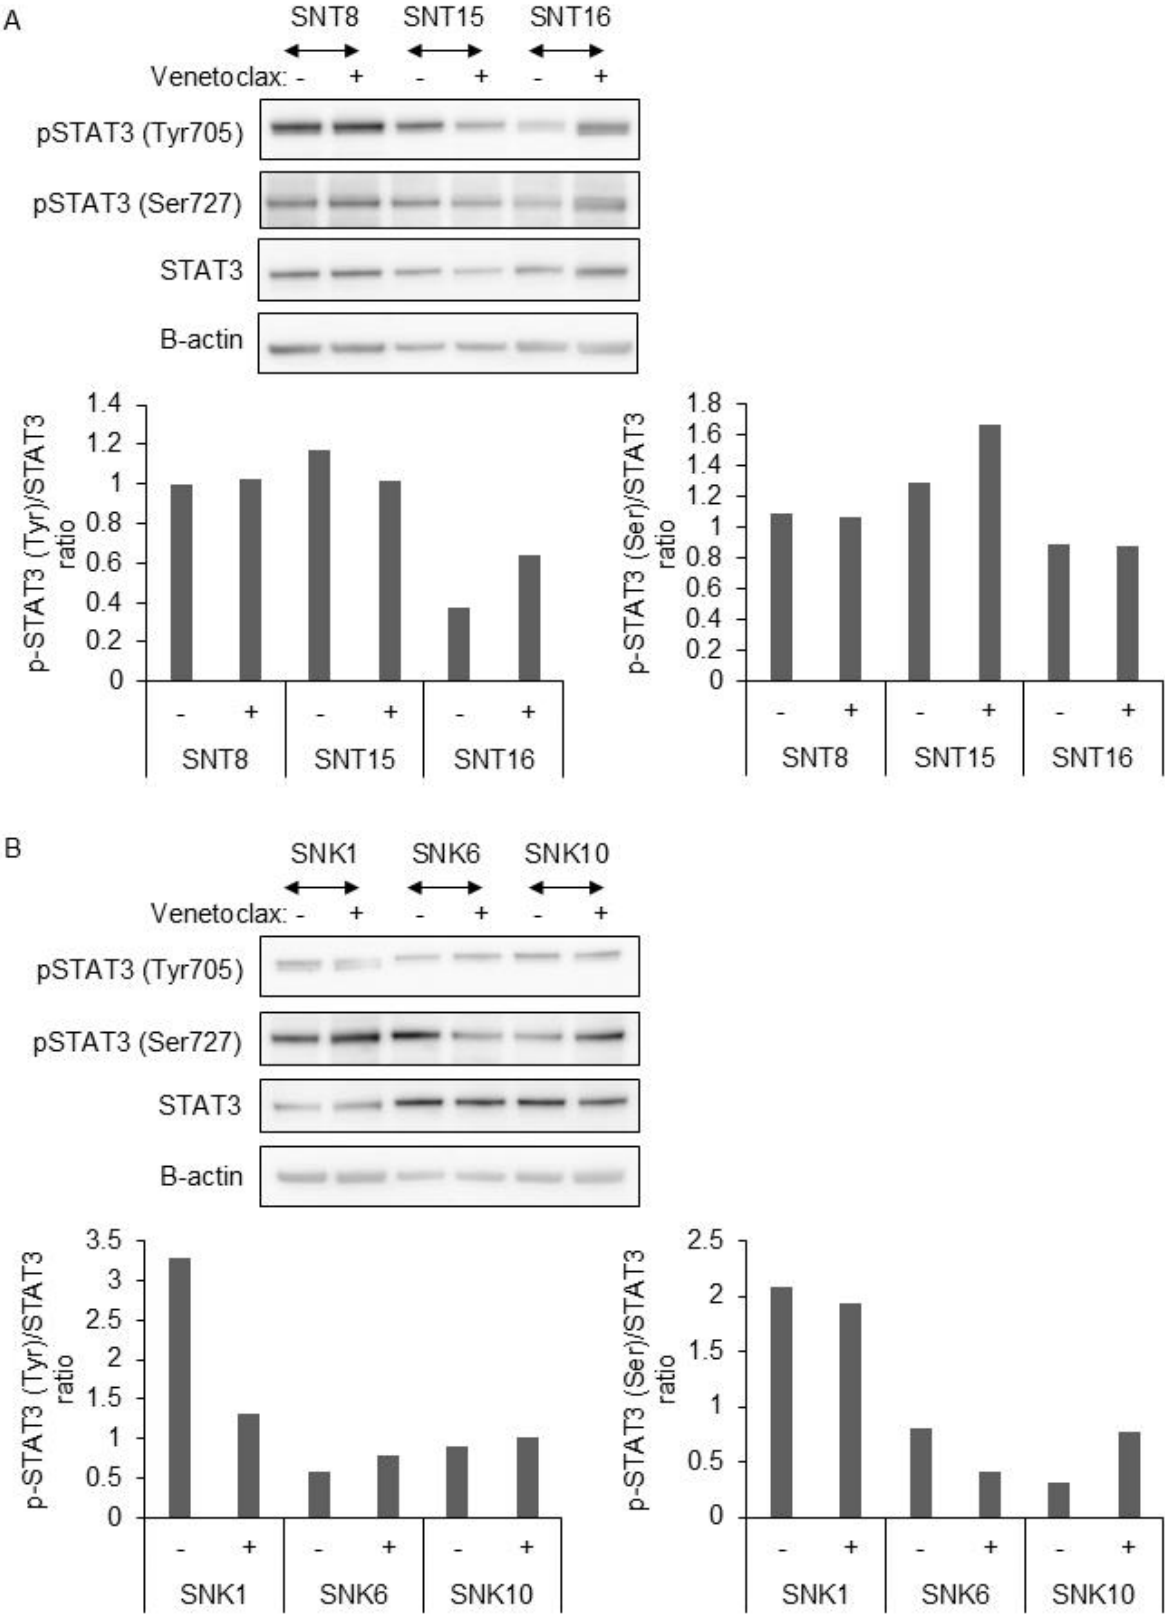 A
SNT8 SNT15 SNT16
Venetoclax: - + - + - +
pSTAT3 (Tyr705)
pSTAT3 (Ser727)
STAT3
B-actin
p-STAT3 (Tyr)/STAT3
ratio
1.4
1.2
1
0.8
0.6
0.4
0.2
0
- + - + - +
SNT8 SNT15 SNT16
p-STAT3 (Ser)/STAT3
ratio
1.8
1.6
1.4
1.2
1
0.8
0.6
0.4
0.2
0
- + - + - +
SNT8 SNT15 SNT16
B
SNK1 SNK6 SNK10
Venetoclax: - + - + - +
pSTAT3 (Tyr705)
pSTAT3 (Ser727)
STAT3
B-actin
p-STAT3 (Tyr)/STAT3
ratio
3.5
3
2.5
2
1.5
1
0.5
0
- + - + - +
SNK1 SNK6 SNK10
p-STAT3 (Ser)/STAT3
ratio
2.5
2
1.5
1
0.5
0
- + - + - +
SNK1 SNK6 SNK10